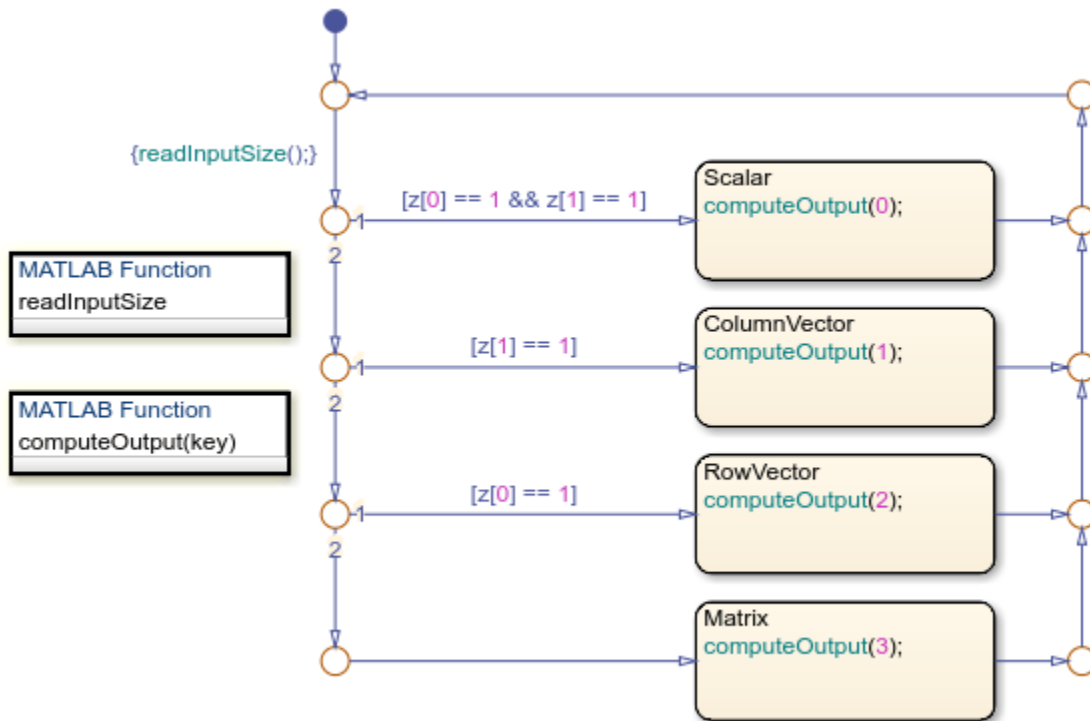 {readInputSize();}
[z[0] == 1 && z[1] == 1]
Scalar
computeOutput(0);
1
2
MATLAB Function
readInputSize
[z[1] == 1]
ColumnVector
computeOutput(1);
1
2
MATLAB Function
computeOutput(key)
[z[0] == 1]
RowVector
computeOutput(2);
1
2
Matrix
computeOutput(3);